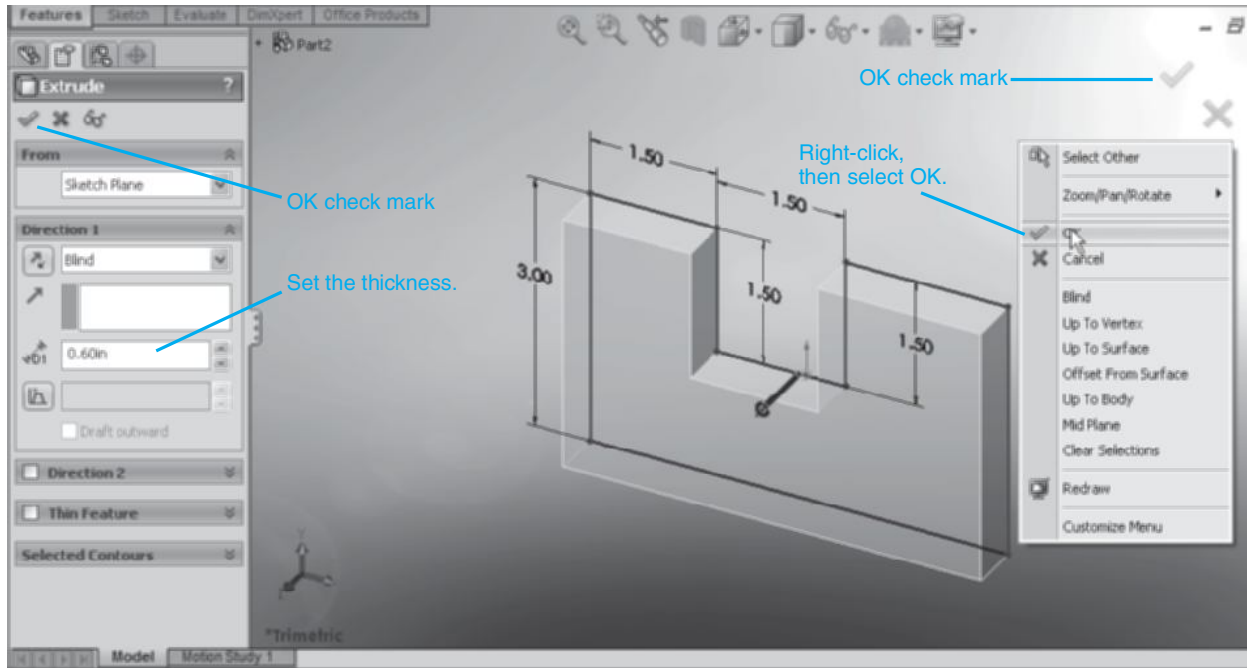 Features Sketch Evaluate DimXpert Office Products
Part2
Extrude ?
From
Sketch Plane
Direction 1
Blind
D1 0.60in
Draft outward
Direction 2
Thin Feature
Selected Contours
OK check mark
Set the thickness.
1.50
1.50
3.00
1.50
1.50
*Trimetric
OK check mark
Right-click,
then select OK.
Select Other
Zoom/Pan/Rotate
Cancel
Blind
Up To Vertex
Up To Surface
Offset From Surface
Up To Body
Mid Plane
Clear Selections
Redraw
Customize Menu
Model Motion Study 1